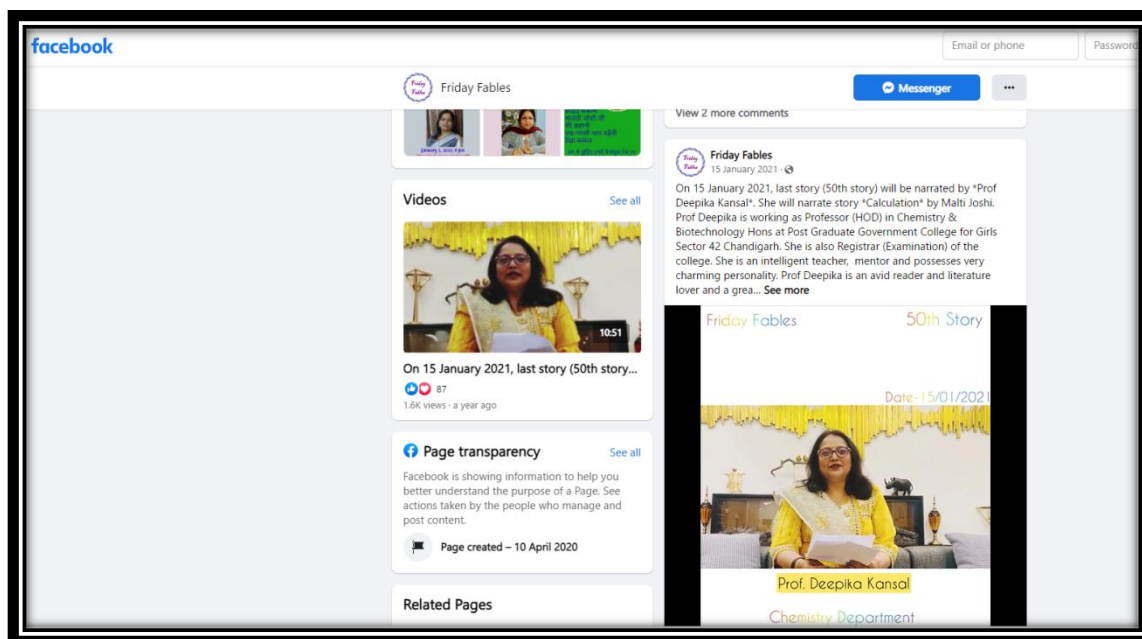 facebook
Email or phone
Password
Friday Fables
Messenger
January 1, 2021, 6 pm
View 2 more comments
Videos
See all
10:51
On 15 January 2021, last story (50th story...
87
1.6K views · a year ago
Page transparency
See all
Facebook is showing information to help you
better understand the purpose of a Page. See
actions taken by the people who manage and
post content.
Page created – 10 April 2020
Related Pages
Friday Fables
15 January 2021 ·
On 15 January 2021, last story (50th story) will be narrated by *Prof
Deepika Kansal*. She will narrate story *Calculation* by Malti Joshi.
Prof Deepika is working as Professor (HOD) in Chemistry &
Biotechnology Hons at Post Graduate Government College for Girls
Sector 42 Chandigarh. She is also Registrar (Examination) of the
college. She is an intelligent teacher, mentor and possesses very
charming personality. Prof Deepika is an avid reader and literature
lover and a grea... See more
Friday Fables
50th Story
Date-15/01/2021
Prof. Deepika Kansal
Chemistry Department